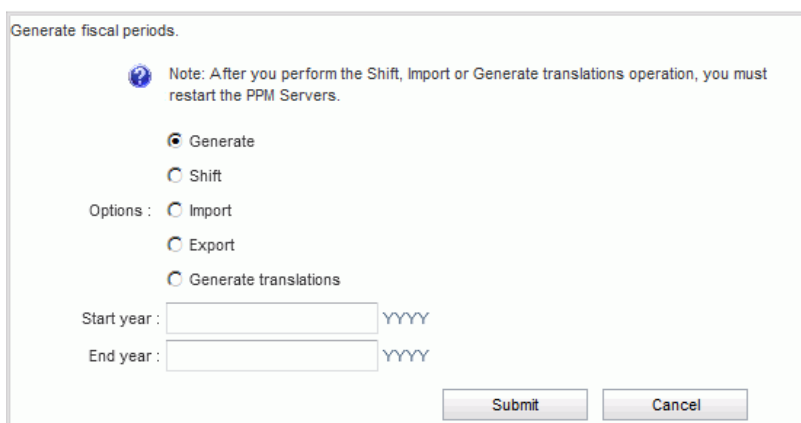 Generate fiscal periods.
Note: After you perform the Shift, Import or Generate translations operation, you must
restart the PPM Servers.
Generate
Shift
Options : Import
Export
Generate translations
Start year : YYYY
End year : YYYY
Submit Cancel